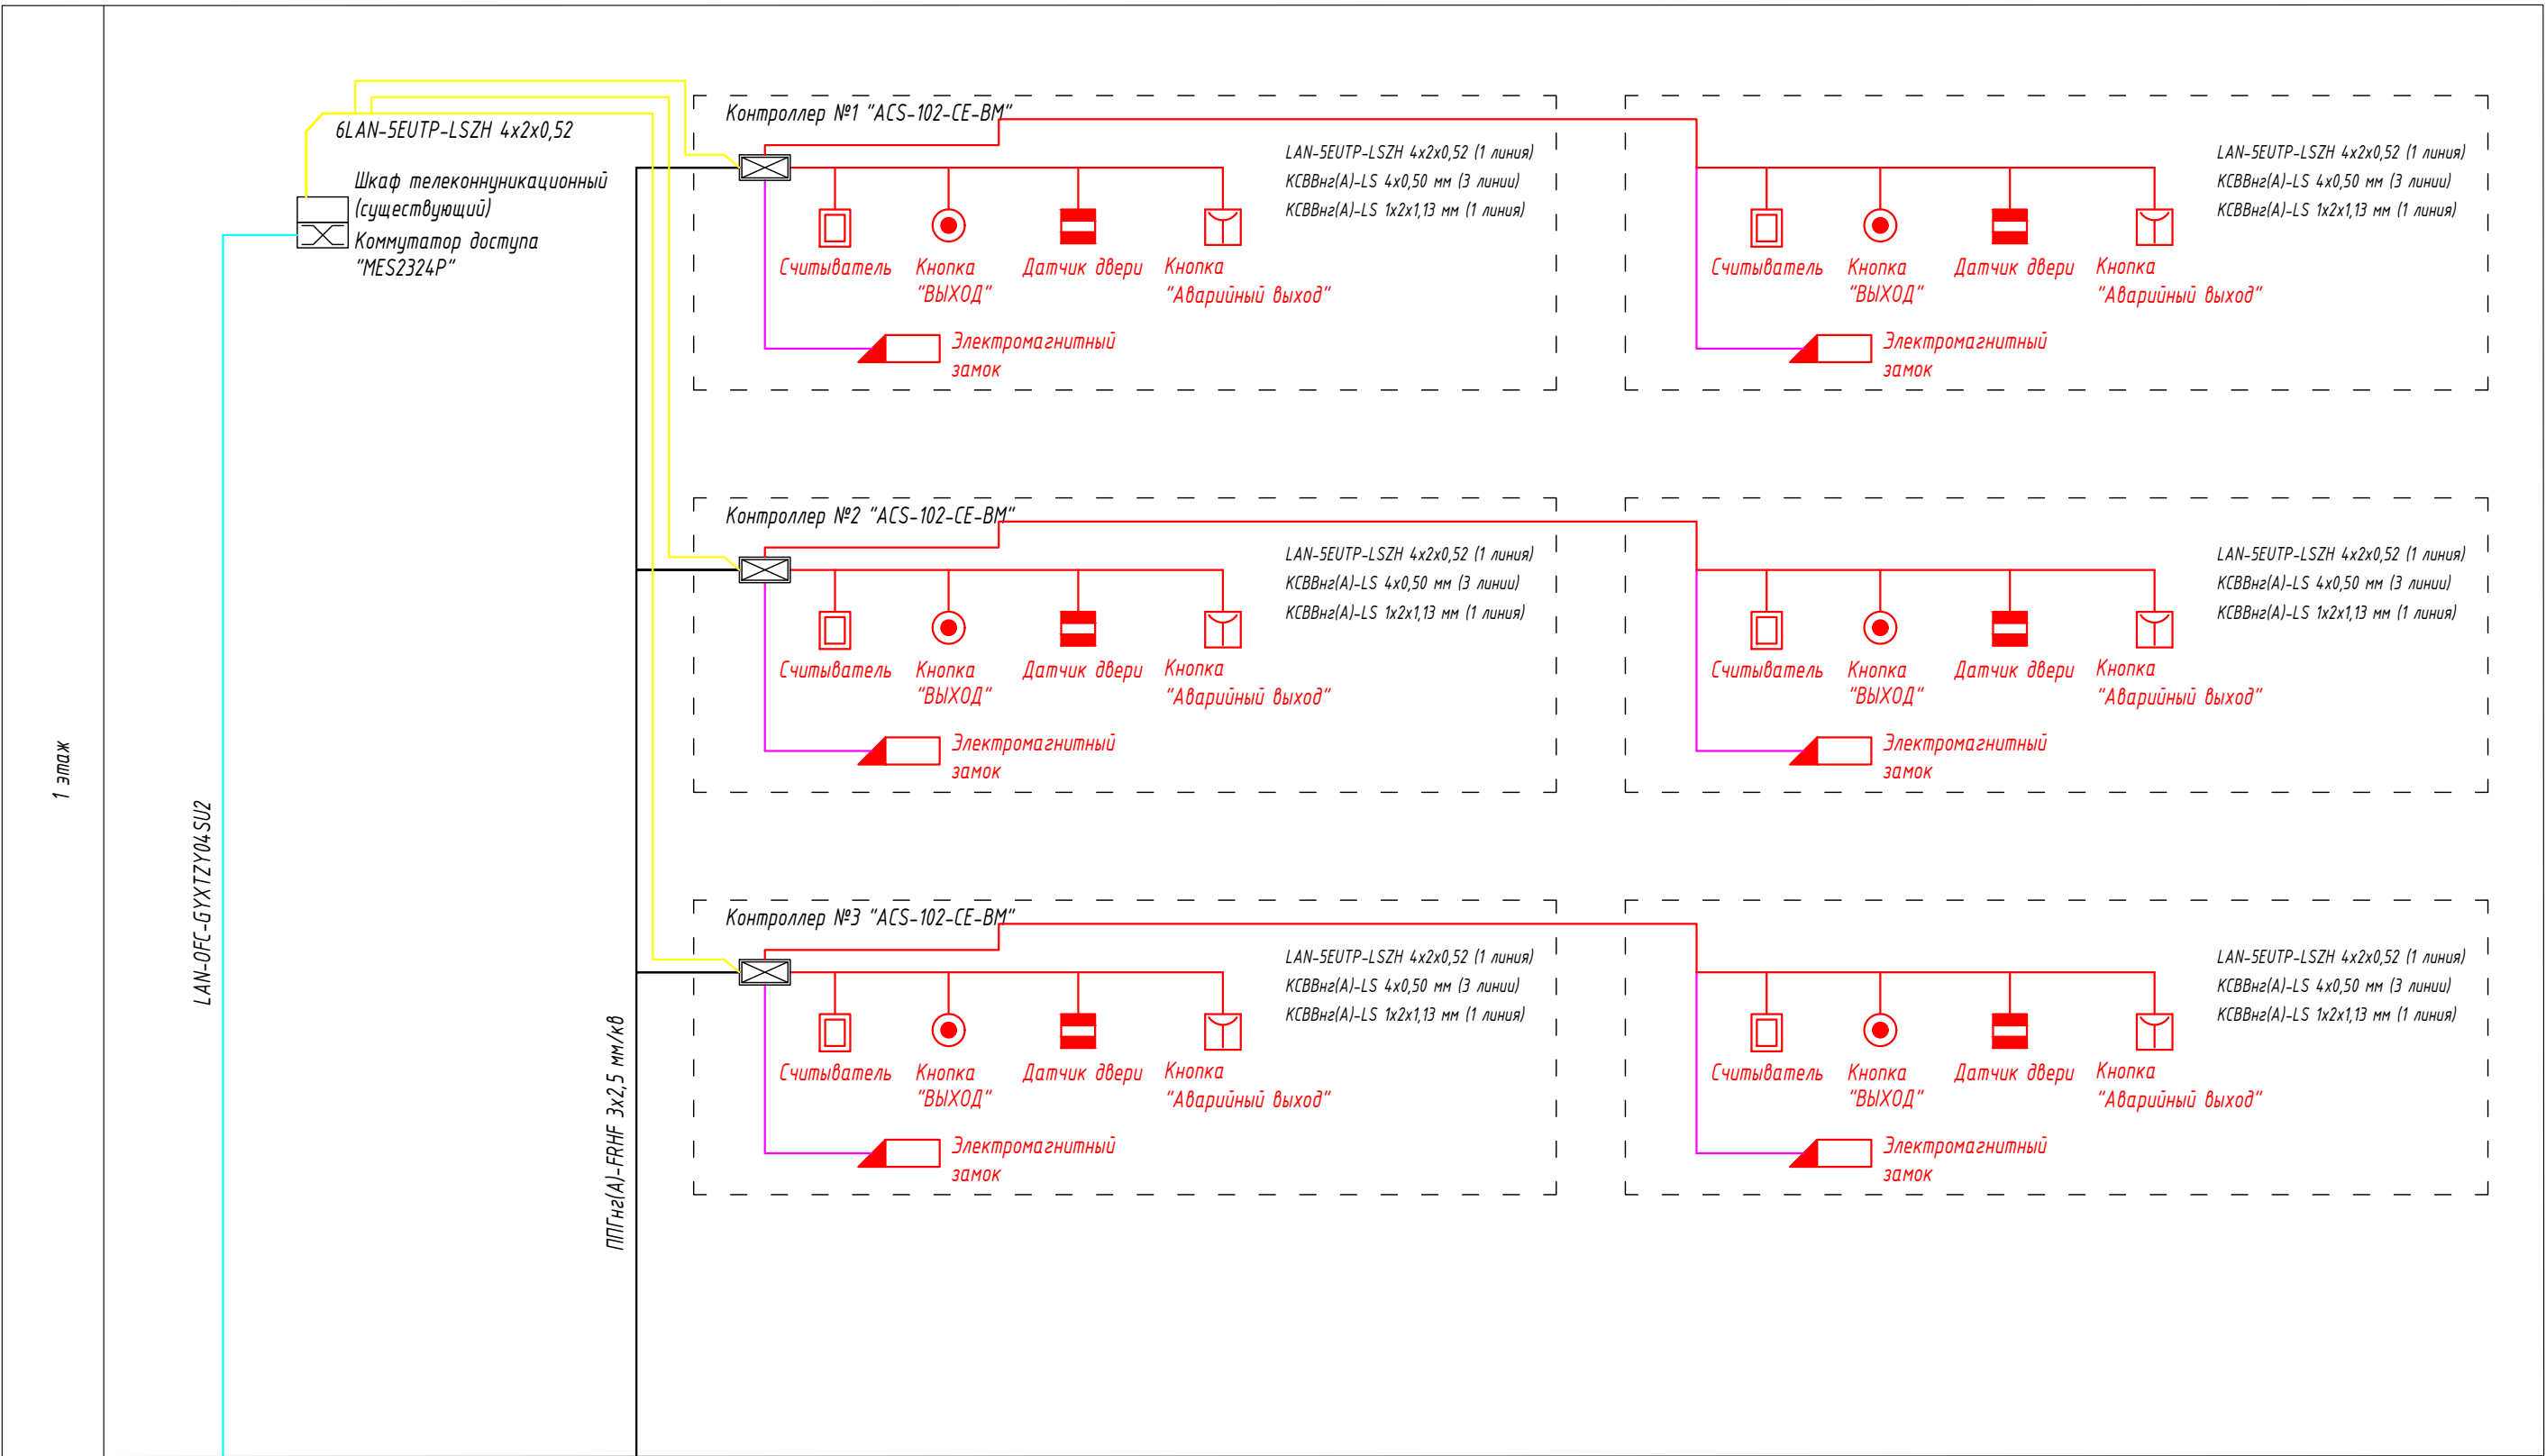 1 этаж
LAN-OFC-GYXTZY04SU2
6LAN-5EUTP-LSZH 4x2x0,52
Шкаф телеконнуникационный
(существующий)
Коммутатор доступа
"MES2324P"
ППГнг(А)-FRHF 3x2,5 мм/кв
Контроллер №1 "ACS-102-CE-BM"
LAN-5EUTP-LSZH 4x2x0,52 (1 линия)
КСВВнг(А)-LS 4x0,50 мм (3 линии)
КСВВнг(А)-LS 1x2x1,13 мм (1 линия)
Считыватель
Кнопка
"ВЫХОД"
Датчик двери
Кнопка
"Аварийный выход"
Электромагнитный
замок
LAN-5EUTP-LSZH 4x2x0,52 (1 линия)
КСВВнг(А)-LS 4x0,50 мм (3 линии)
КСВВнг(А)-LS 1x2x1,13 мм (1 линия)
Считыватель
Кнопка
"ВЫХОД"
Датчик двери
Кнопка
"Аварийный выход"
Электромагнитный
замок
Контроллер №2 "ACS-102-CE-BM"
LAN-5EUTP-LSZH 4x2x0,52 (1 линия)
КСВВнг(А)-LS 4x0,50 мм (3 линии)
КСВВнг(А)-LS 1x2x1,13 мм (1 линия)
Считыватель
Кнопка
"ВЫХОД"
Датчик двери
Кнопка
"Аварийный выход"
Электромагнитный
замок
LAN-5EUTP-LSZH 4x2x0,52 (1 линия)
КСВВнг(А)-LS 4x0,50 мм (3 линии)
КСВВнг(А)-LS 1x2x1,13 мм (1 линия)
Считыватель
Кнопка
"ВЫХОД"
Датчик двери
Кнопка
"Аварийный выход"
Электромагнитный
замок
Контроллер №3 "ACS-102-CE-BM"
LAN-5EUTP-LSZH 4x2x0,52 (1 линия)
КСВВнг(А)-LS 4x0,50 мм (3 линии)
КСВВнг(А)-LS 1x2x1,13 мм (1 линия)
Считыватель
Кнопка
"ВЫХОД"
Датчик двери
Кнопка
"Аварийный выход"
Электромагнитный
замок
LAN-5EUTP-LSZH 4x2x0,52 (1 линия)
КСВВнг(А)-LS 4x0,50 мм (3 линии)
КСВВнг(А)-LS 1x2x1,13 мм (1 линия)
Считыватель
Кнопка
"ВЫХОД"
Датчик двери
Кнопка
"Аварийный выход"
Электромагнитный
замок